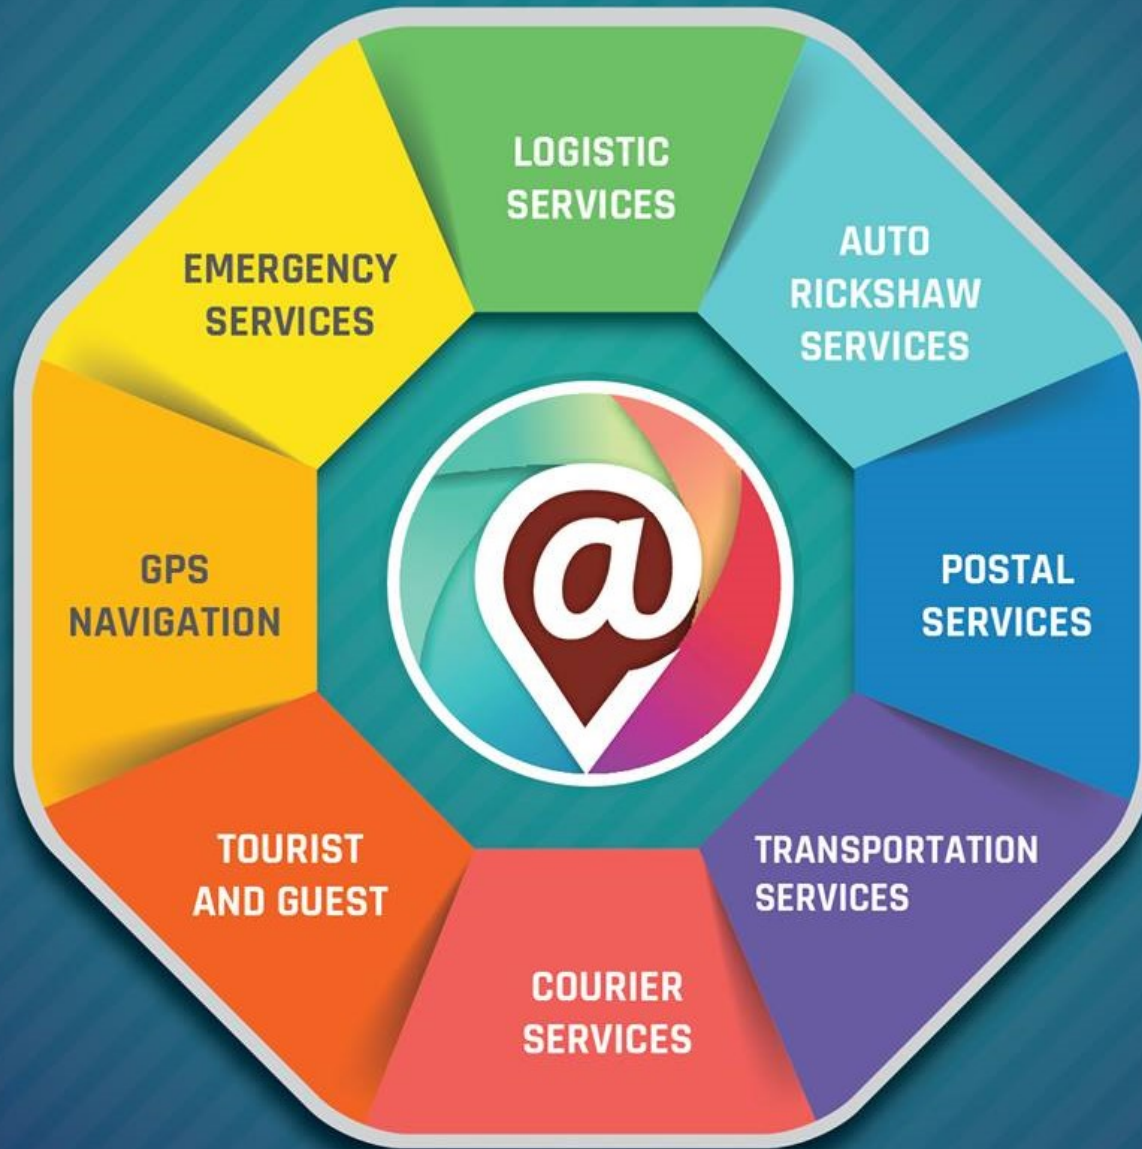 LOGISTIC
SERVICES
AUTO
RICKSHAW
SERVICES
POSTAL
SERVICES
TRANSPORTATION
SERVICES
COURIER
SERVICES
TOURIST
AND GUEST
GPS
NAVIGATION
EMERGENCY
SERVICES
@